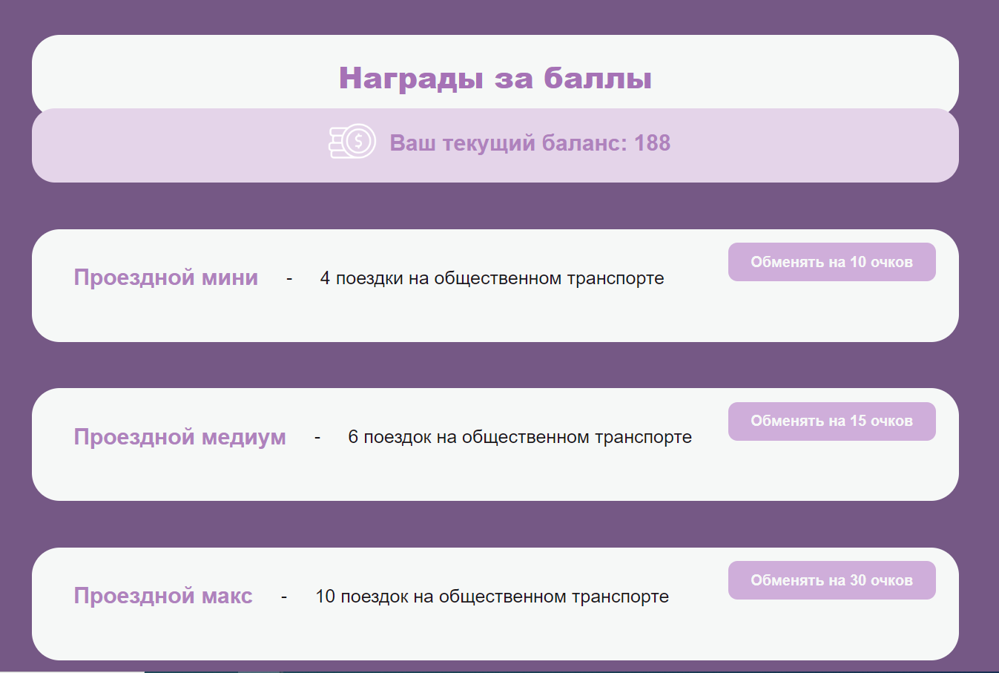 Награды за баллы
$ Ваш текущий баланс: 188
Проездной мини - 4 поездки на общественном транспорте
Обменять на 10 очков
Проездной медиум - 6 поездок на общественном транспорте
Обменять на 15 очков
Проездной макс - 10 поездок на общественном транспорте
Обменять на 30 очков